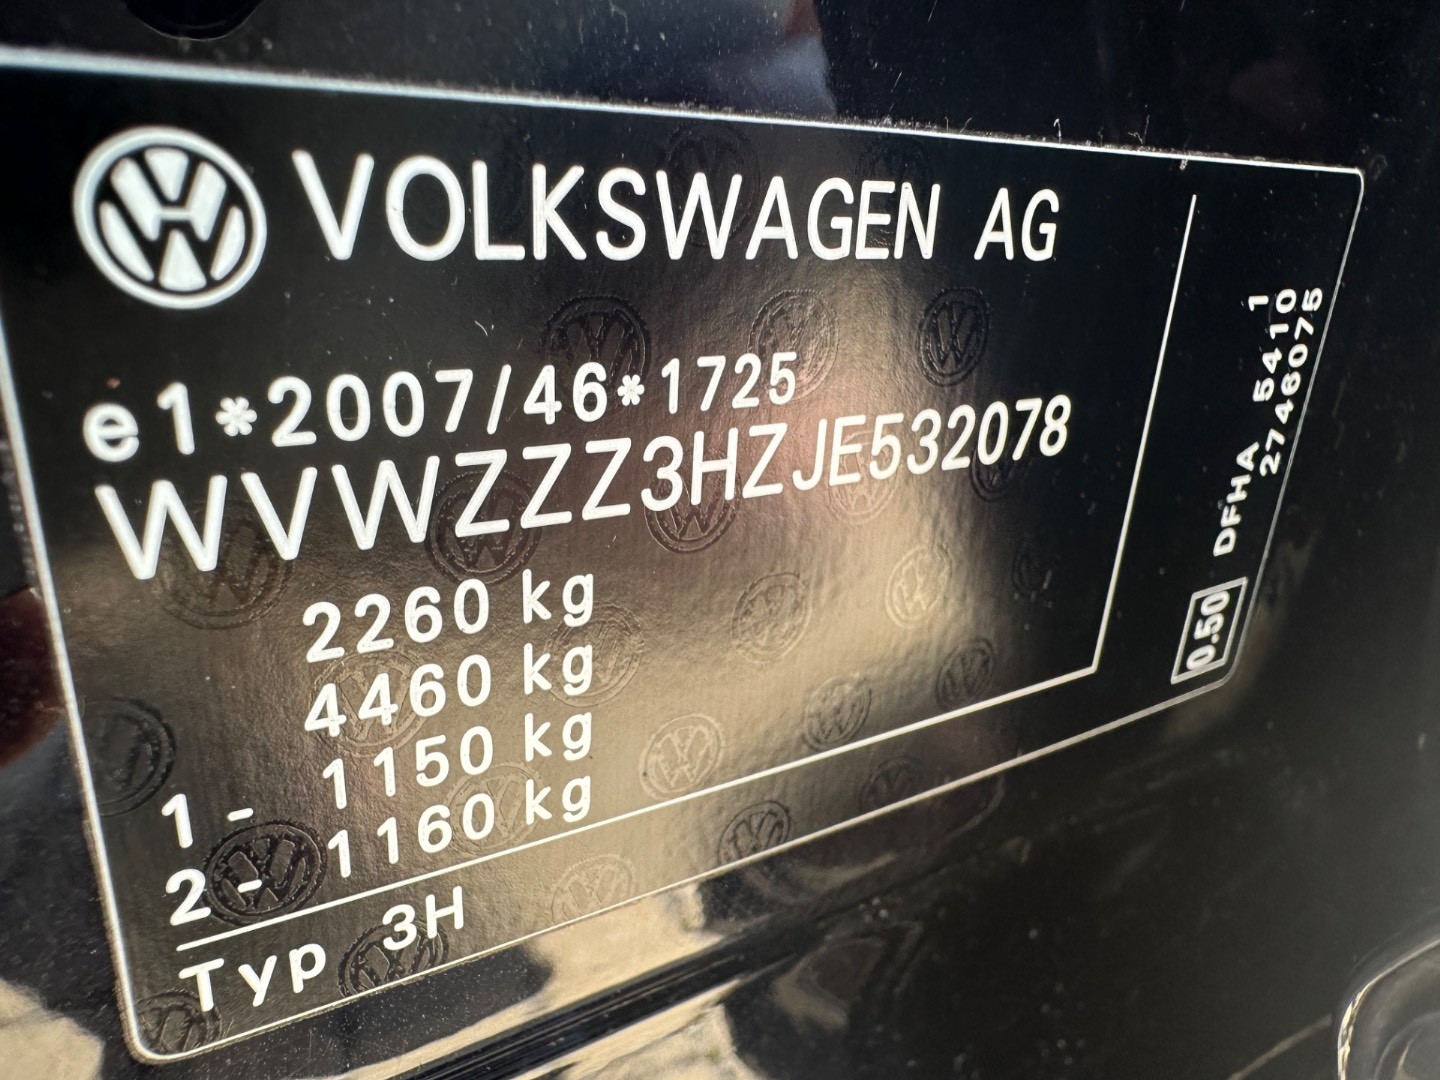 VOLKSWAGEN AG
e1*2007/46*1725
WVWZZZ3HZJE532078
2260 kg
4460 kg
1- 1150 kg
2- 1160 kg
Typ 3H
0.50
DFHA 5410 1
2746075